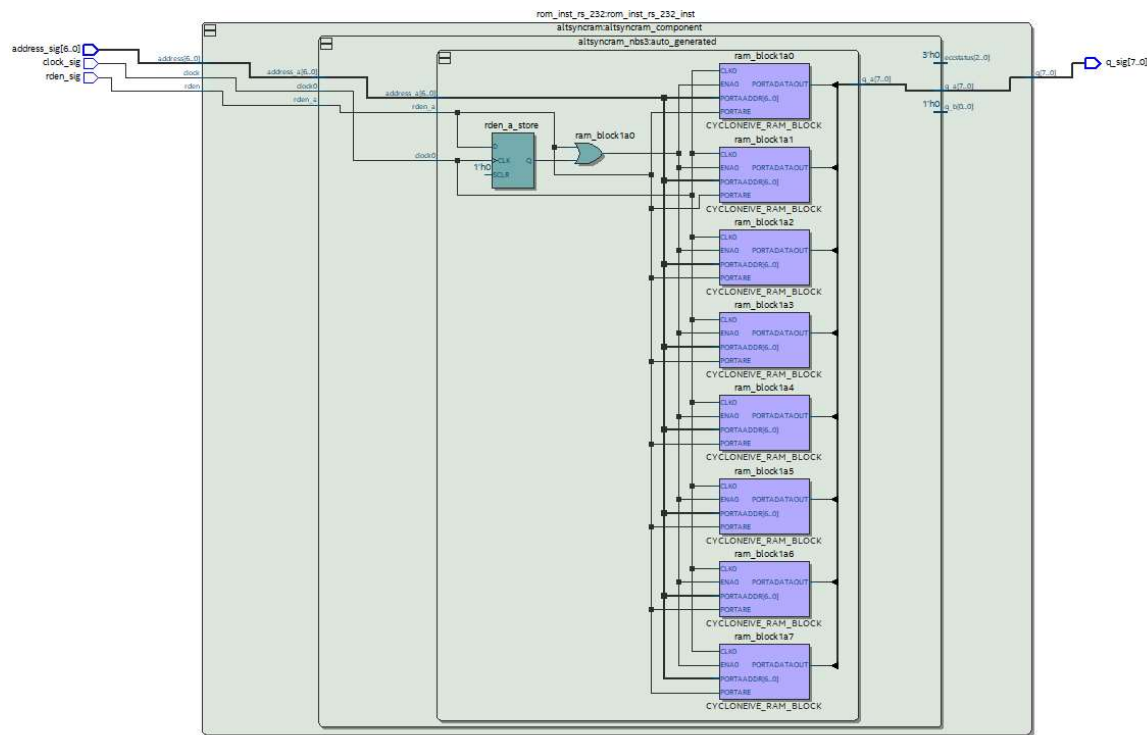 rom_inst_rs_232:rom_inst_rs_232_inst
altsyncram:altsyncram_component
altsyncram_nbs3:auto_generated
address_sig[6..0]
clock_sig
rden_sig
address[6..0]
clock
rden
address_a[6..0]
clock0
rden_a
address_a[6..0]
rden_a
clock0
rden_a_store
D
CLK
SCLR
Q
1'h0
ram_block1a0
ram_block1a0
CLK0
ENA0
PORTAADDR[6..0]
PORTARE
PORTADATAOUT
CYCLONEIVE_RAM_BLOCK
ram_block1a1
CLK0
ENA0
PORTAADDR[6..0]
PORTARE
PORTADATAOUT
CYCLONEIVE_RAM_BLOCK
ram_block1a2
CLK0
ENA0
PORTAADDR[6..0]
PORTARE
PORTADATAOUT
CYCLONEIVE_RAM_BLOCK
ram_block1a3
CLK0
ENA0
PORTAADDR[6..0]
PORTARE
PORTADATAOUT
CYCLONEIVE_RAM_BLOCK
ram_block1a4
CLK0
ENA0
PORTAADDR[6..0]
PORTARE
PORTADATAOUT
CYCLONEIVE_RAM_BLOCK
ram_block1a5
CLK0
ENA0
PORTAADDR[6..0]
PORTARE
PORTADATAOUT
CYCLONEIVE_RAM_BLOCK
ram_block1a6
CLK0
ENA0
PORTAADDR[6..0]
PORTARE
PORTADATAOUT
CYCLONEIVE_RAM_BLOCK
ram_block1a7
CLK0
ENA0
PORTAADDR[6..0]
PORTARE
PORTADATAOUT
CYCLONEIVE_RAM_BLOCK
q_a[7..0]
3'h0
eccstatus[2..0]
q_a[7..0]
1'h0
q_b[0..0]
q[7..0]
q_sig[7..0]